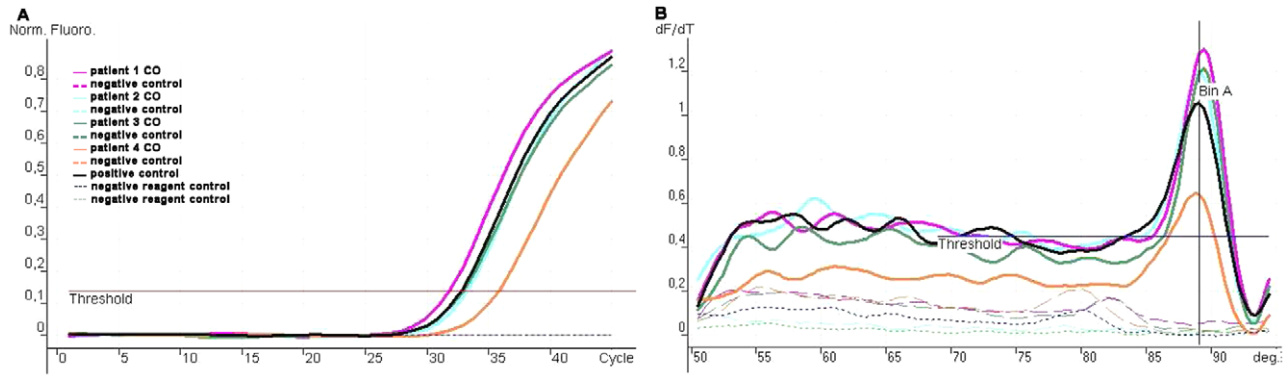 A
Norm. Fluoro.
0,8
0,7
0,6
0,5
0,4
0,3
0,2
0,1
0
patient 1 CO
negative control
patient 2 CO
negative control
patient 3 CO
negative control
patient 4 CO
negative control
positive control
negative reagent control
negative reagent control
Threshold
0 5 10 15 20 25 30 35 40 Cycle
B
dF/dT
1,2
1
0,8
0,6
0,4
0,2
0
Bin A
Threshold
50 55 60 65 70 75 80 85 90 deg.